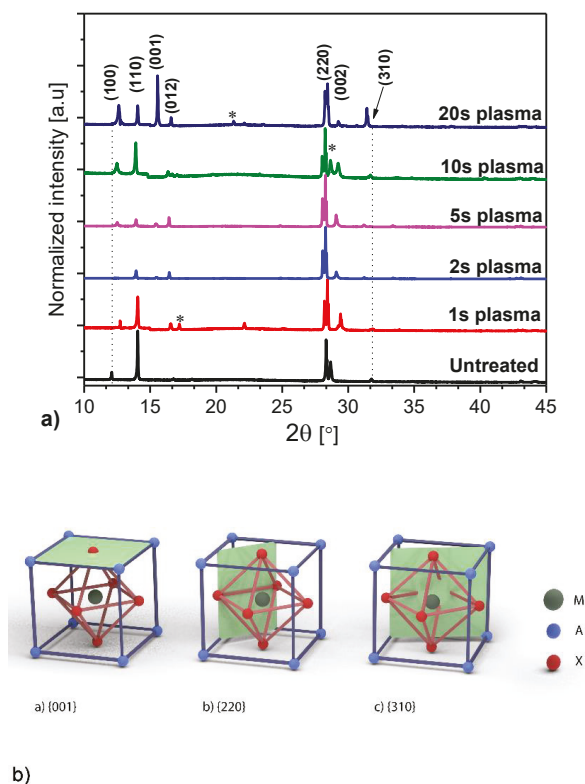 (100)
(110)
(001)
(012)
*
(220)
*
(002)
(310)
20s plasma
10s plasma
5s plasma
2s plasma
*
1s plasma
Untreated
Normalized intensity [a.u]
10 15 20 25 30 35 40 45
2θ [°]
a)
M
A
X
a) {001} b) {220} c) {310}
b)